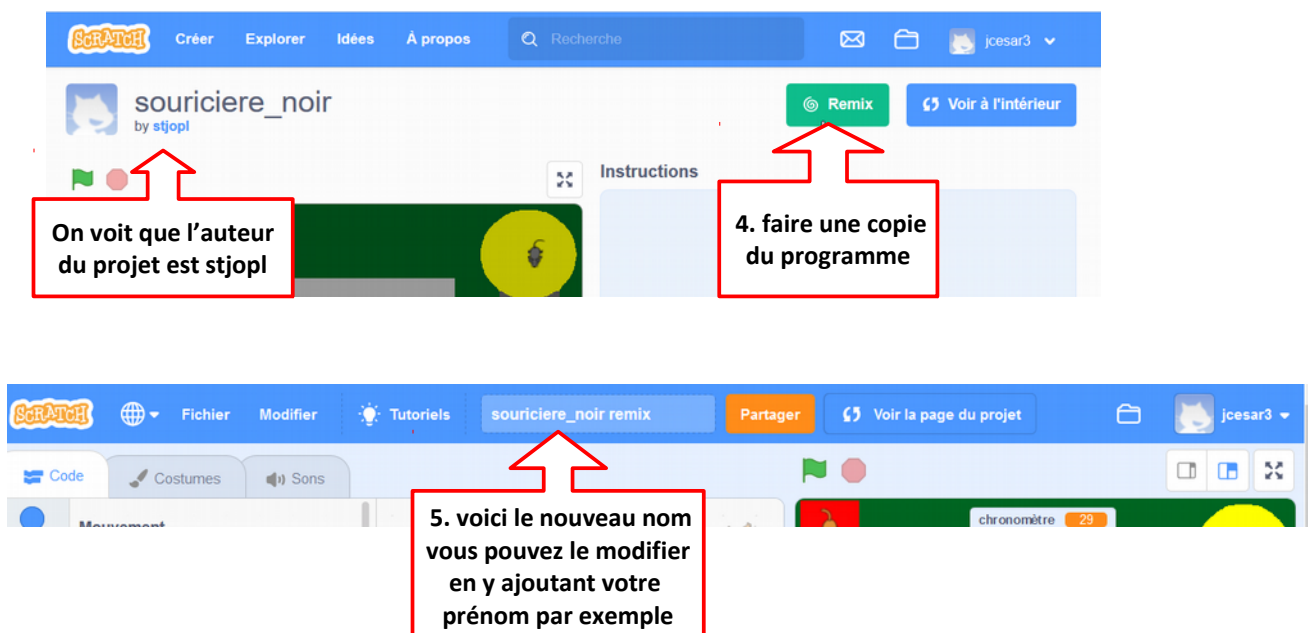 SCRATCH Créer Explorer Idées À propos Recherche jcesar3
souriciere_noir
by stjopl
Remix Voir à l'intérieur
Instructions
On voit que l’auteur
du projet est stjopl
4. faire une copie
du programme
SCRATCH Fichier Modifier Tutoriels souriciere_noir remix Partager Voir la page du projet jcesar3
Code Costumes Sons
Mouvement
chronomètre 29
5. voici le nouveau nom
vous pouvez le modifier
en y ajoutant votre
prénom par exemple